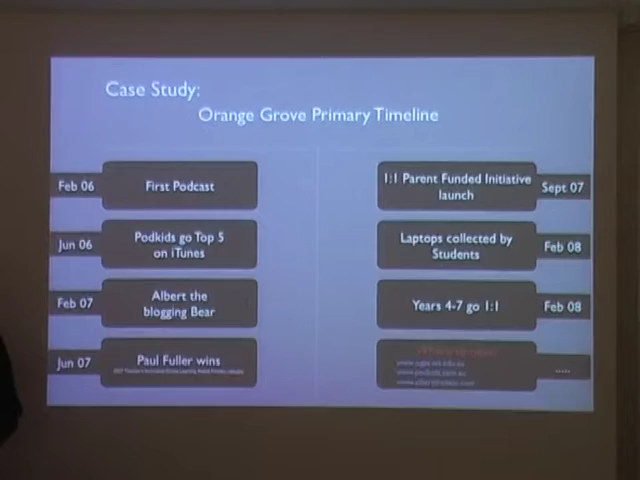 Case Study:
Orange Grove Primary Timeline
Feb 06
First Podcast
Jun 06
Podkids go Top 5
on iTunes
Feb 07
Albert the
blogging Bear
Jun 07
Paul Fuller wins
1:1 Parent Funded Initiative
launch
Sept 07
Laptops collected by
Students
Feb 08
Years 4-7 go 1:1
Feb 08
.....